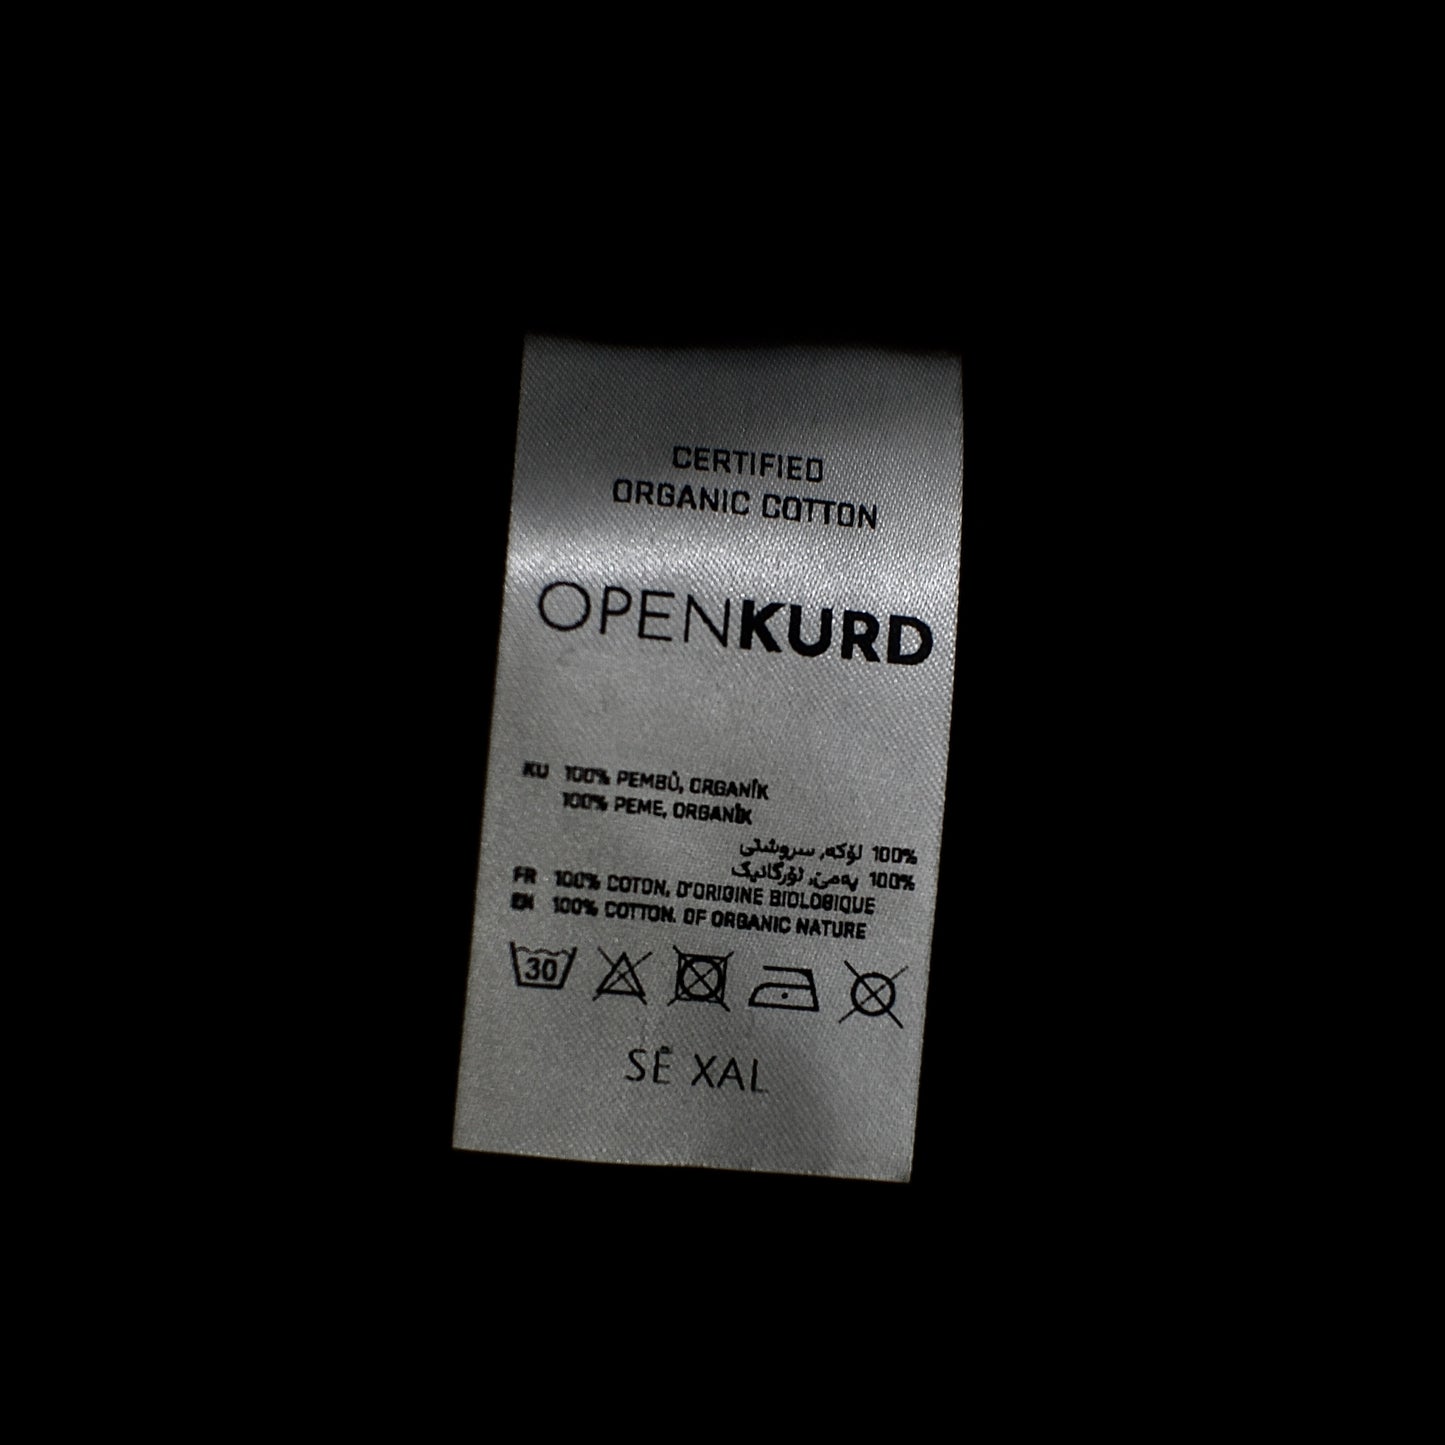 CERTIFIED
ORGANIC COTTON
OPENKURD
KU 100% PEMBÛ, ORGANÎK
100% PEME, ORGANÎK
100% لۆکە, سروشتی
100% پەمێ, ئۆرگانیک
FR 100% COTON, D'ORIGINE BIOLOGIQUE
EN 100% COTTON, OF ORGANIC NATURE
30
SÊ XAL